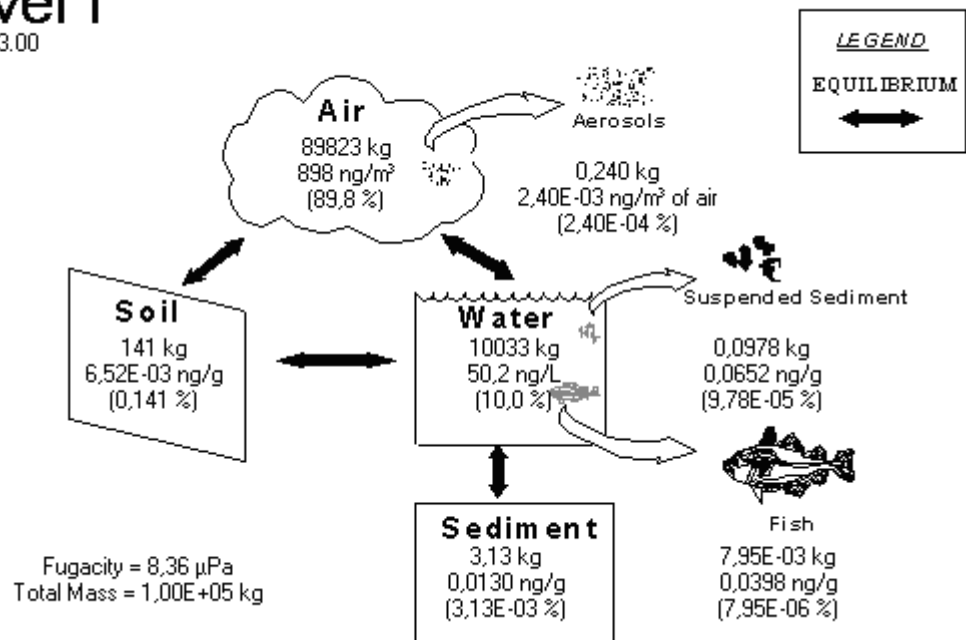 3.00
LEGEND
EQUILIBRIUM
Air
89823 kg
898 ng/m³
(89,8 %)
Aerosols
0,240 kg
2,40E-03 ng/m³ of air
(2,40E-04 %)
Soil
141 kg
6,52E-03 ng/g
(0,141 %)
Water
10033 kg
50,2 ng/L
(10,0 %)
Suspended Sediment
0,0978 kg
0,0652 ng/g
(9,78E-05 %)
Sediment
3,13 kg
0,0130 ng/g
(3,13E-03 %)
Fish
7,95E-03 kg
0,0398 ng/g
(7,95E-06 %)
Fugacity = 8,36 µPa
Total Mass = 1,00E+05 kg